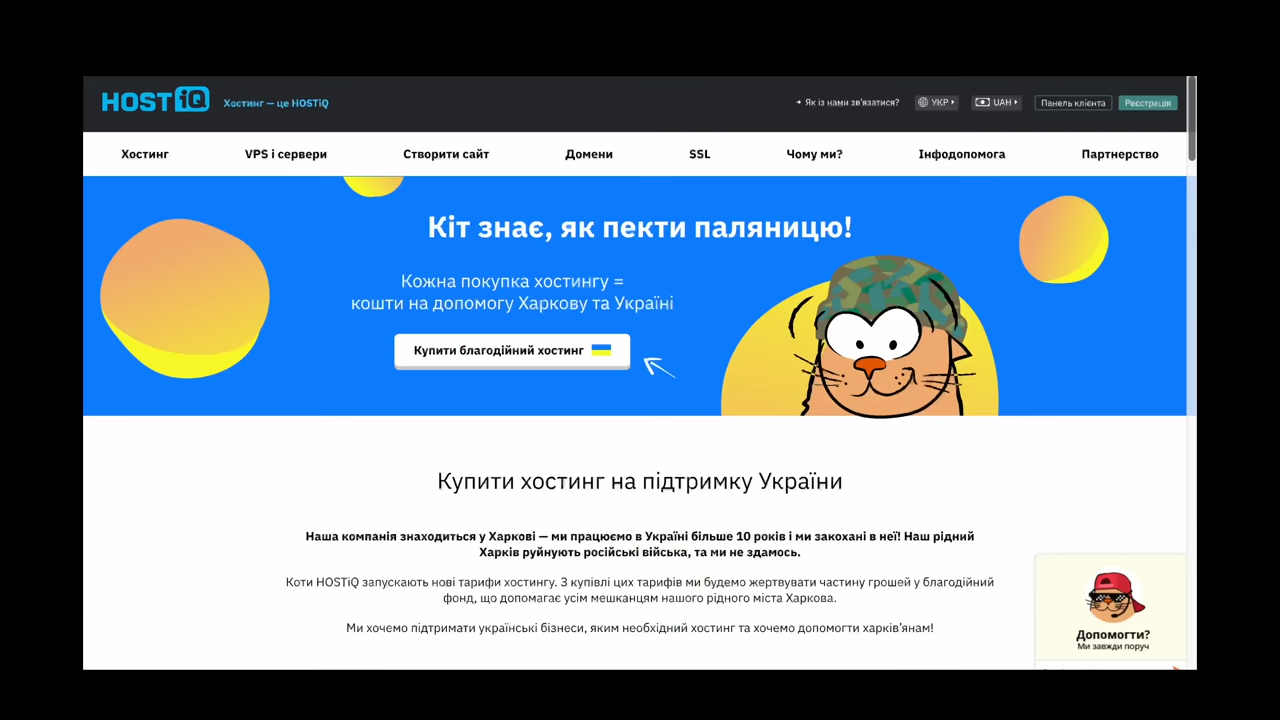 HOSTiQ
Хостинг — це HOSTiQ
Як із нами зв'язатися?
УКР
UAH
Панель клієнта
Реєстрація
Хостинг
VPS і сервери
Створити сайт
Домени
SSL
Чому ми?
Інфодопомога
Партнерство
Кіт знає, як пекти паляницю!
Кожна покупка хостингу =
кошти на допомогу Харкову та Україні
Купити благодійний хостинг
Купити хостинг на підтримку України
Наша компанія знаходиться у Харкові — ми працюємо в Україні більше 10 років і ми закохані в неї! Наш рідний
Харків руйнують російські війська, та ми не здамось.
Коти HOSTiQ запускають нові тарифи хостингу. З купівлі цих тарифів ми будемо жертвувати частину грошей у благодійний
фонд, що допомагає усім мешканцям нашого рідного міста Харкова.
Ми хочемо підтримати українські бізнеси, яким необхідний хостинг та хочемо допомогти харків’янам!
Допомогти?
Ми завжди поруч